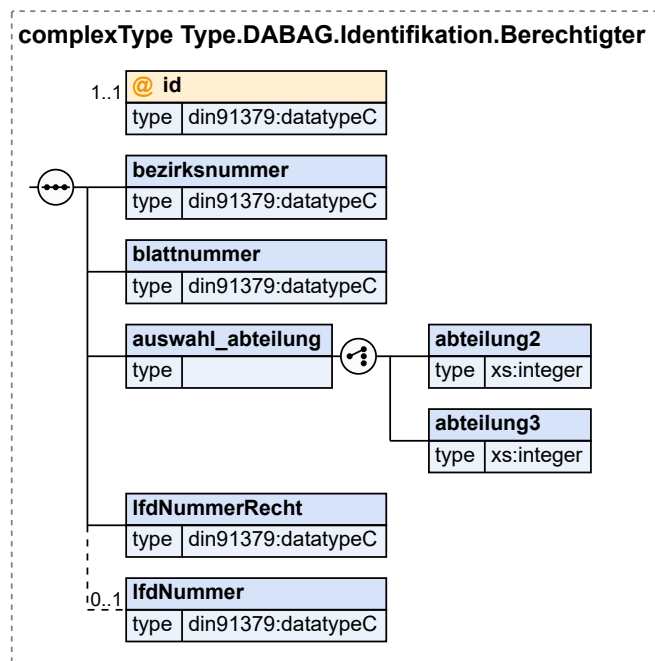 complexType Type.DABAG.Identifikation.Berechtigter
1..1
@ id
type din91379:datatypeC
bezirksnummer
type din91379:datatypeC
blattnummer
type din91379:datatypeC
auswahl_abteilung
type
abteilung2
type xs:integer
abteilung3
type xs:integer
lfdNummerRecht
type din91379:datatypeC
0..1
lfdNummer
type din91379:datatypeC